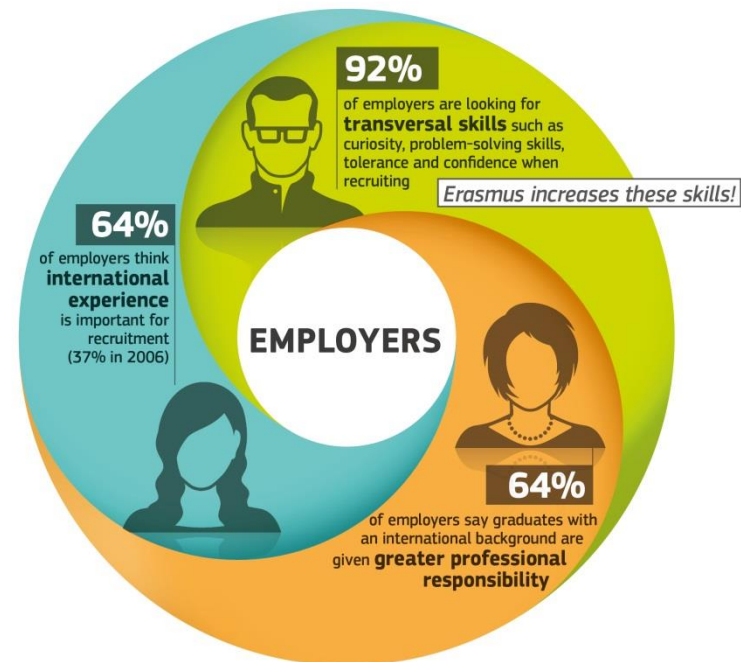 92%
of employers are looking for
transversal skills such as
curiosity, problem-solving skills,
tolerance and confidence when
recruiting
Erasmus increases these skills!
64%
of employers think
international
experience
is important for
recruitment
(37% in 2006)
EMPLOYERS
64%
of employers say graduates with
an international background are
given greater professional
responsibility